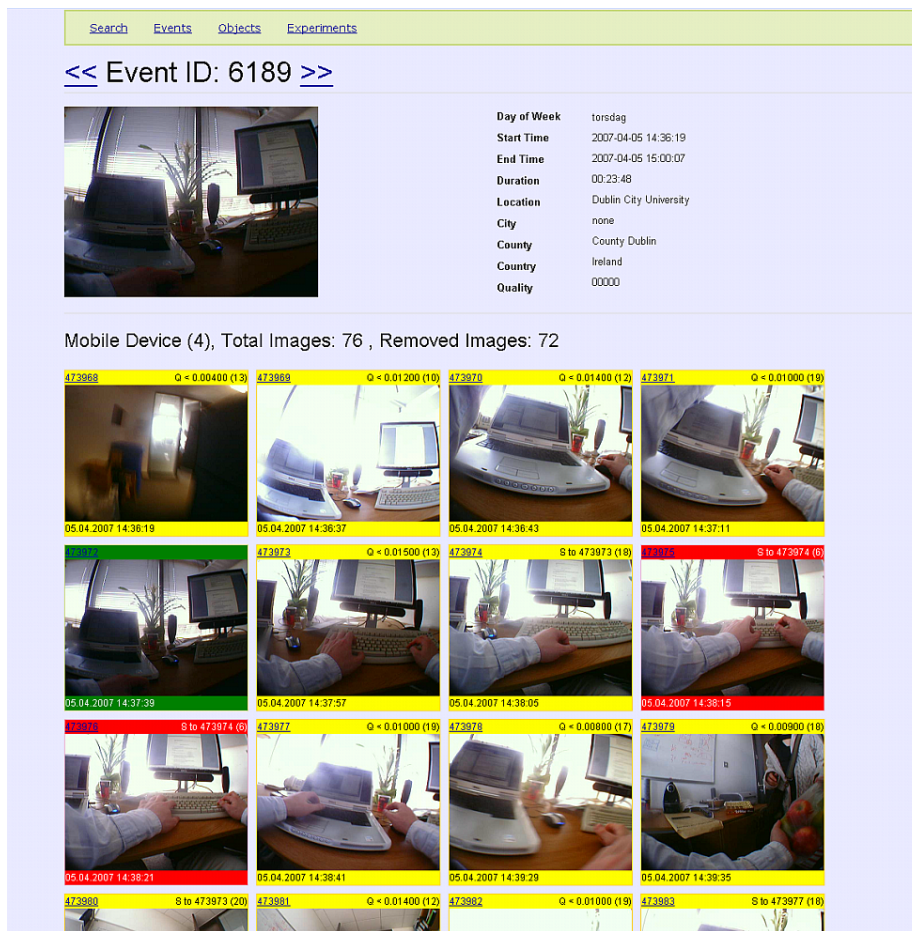 Search Events Objects Experiments
<< Event ID: 6189 >>
Day of Week torsdag
Start Time 2007-04-05 14:36:19
End Time 2007-04-05 15:00:07
Duration 00:23:48
Location Dublin City University
City none
County County Dublin
Country Ireland
Quality 00000
Mobile Device (4), Total Images: 76 , Removed Images: 72
473968 Q < 0.00400 (13) 473969 Q < 0.01200 (10) 473970 Q < 0.01400 (12) 473971 Q < 0.01000 (19)
05.04.2007 14:36:19 05.04.2007 14:36:37 05.04.2007 14:36:43 05.04.2007 14:37:11
473972 473973 Q < 0.01500 (13) 473974 S to 473973 (18) 473975 S to 473974 (6)
05.04.2007 14:37:39 05.04.2007 14:37:57 05.04.2007 14:38:05 05.04.2007 14:38:15
473976 S to 473974 (6) 473977 Q < 0.01000 (19) 473978 Q < 0.00800 (17) 473979 Q < 0.00900 (18)
05.04.2007 14:38:21 05.04.2007 14:38:41 05.04.2007 14:39:29 05.04.2007 14:39:35
473980 S to 473973 (20) 473981 Q < 0.01400 (12) 473982 Q < 0.01000 (19) 473983 S to 473977 (18)